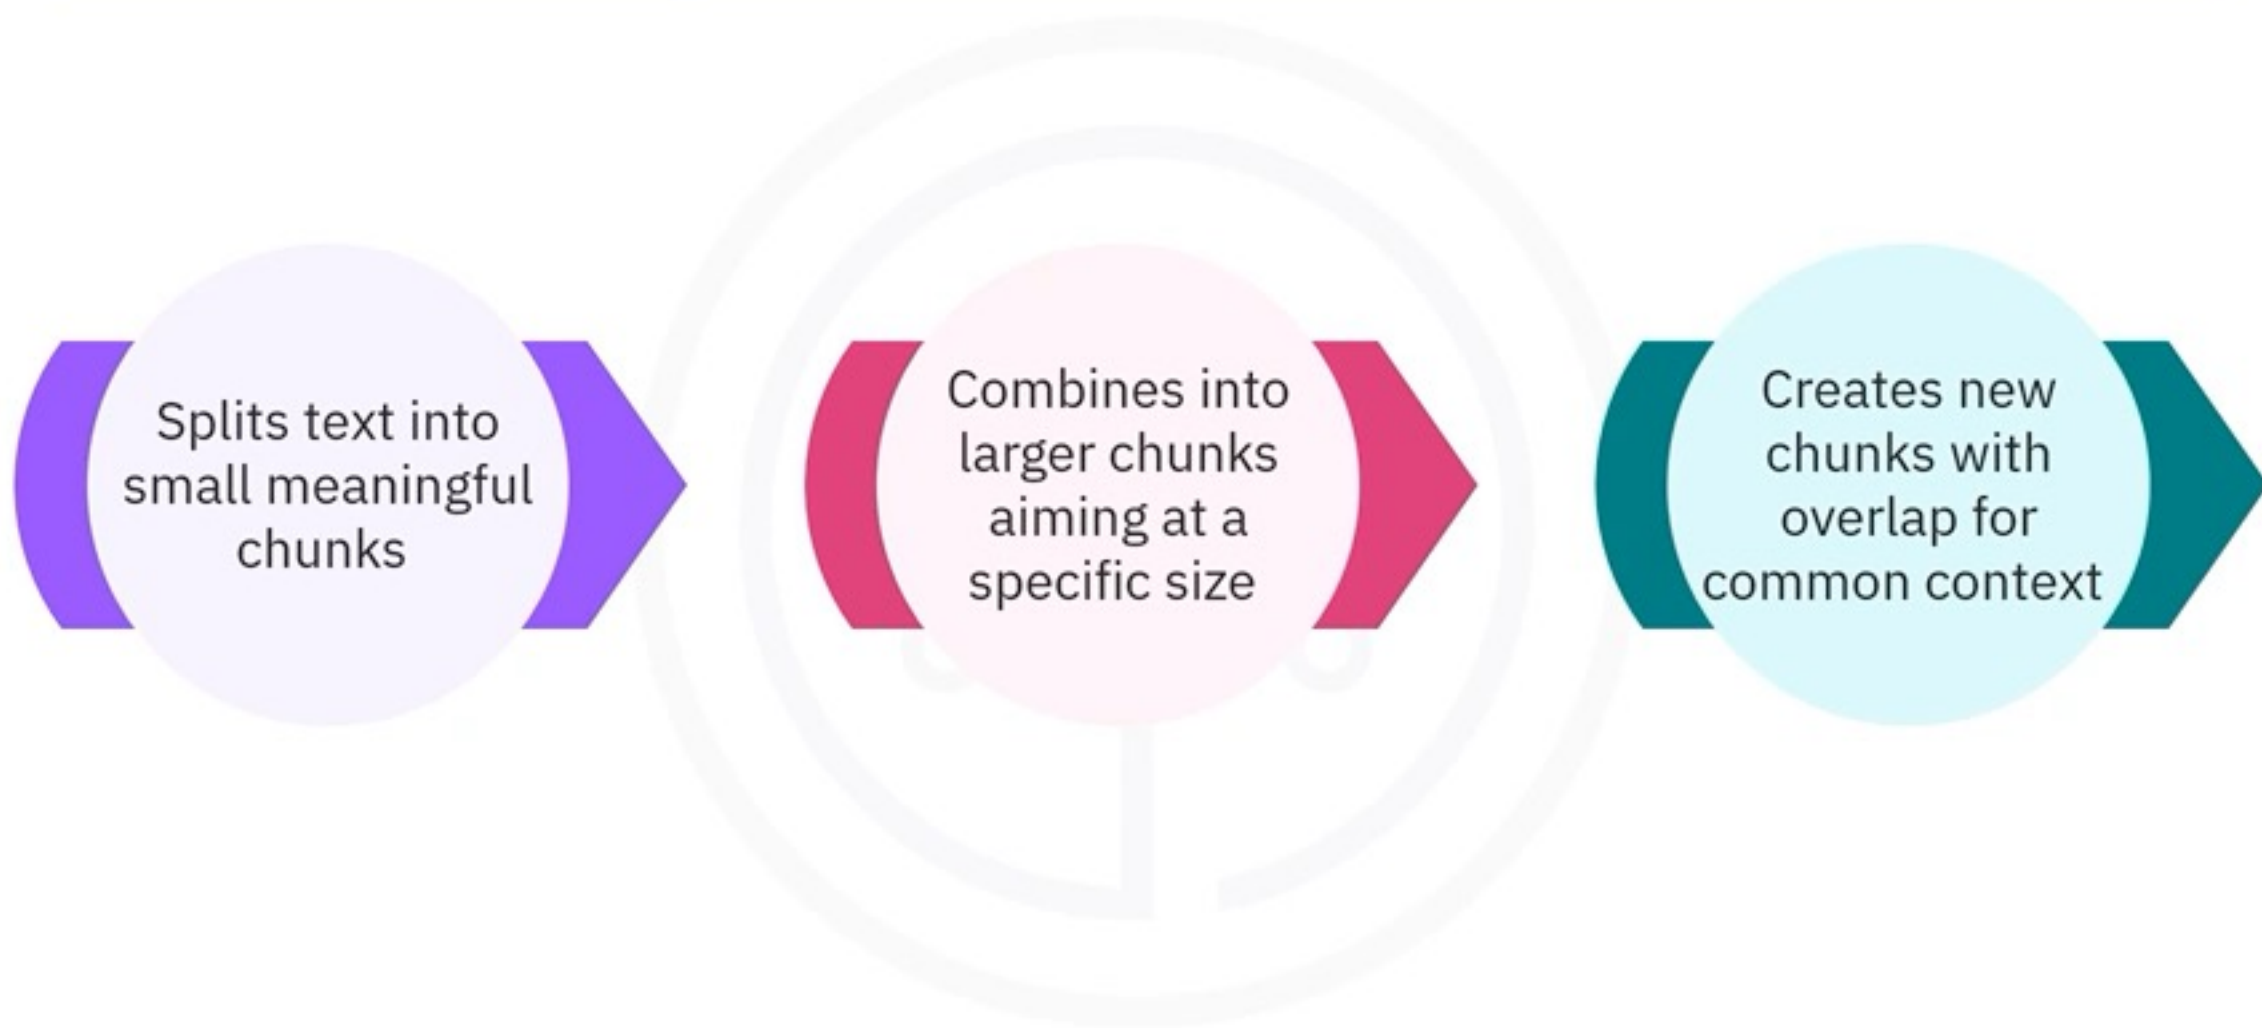 Splits text into
small meaningful
chunks
Combines into
larger chunks
aiming at a
specific size
Creates new
chunks with
overlap for
common context